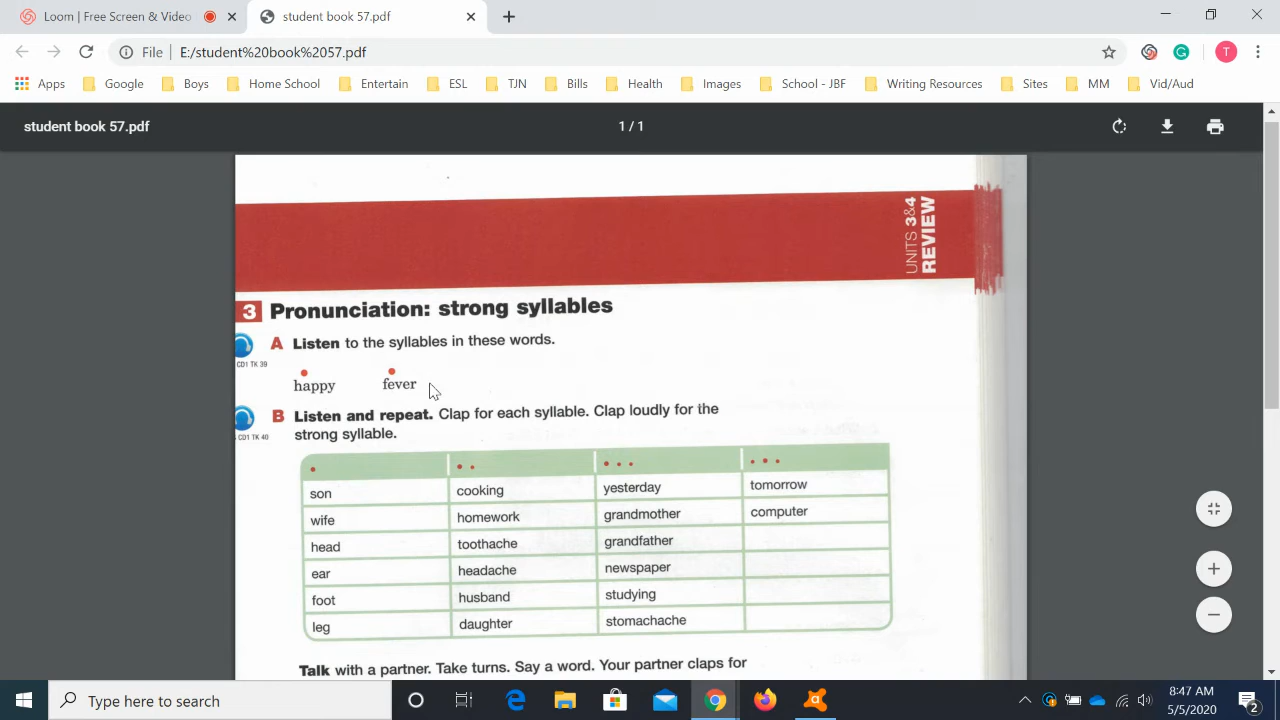 Loom | Free Screen & Video
student book 57.pdf
File
E:/student%20book%2057.pdf
T
Apps
Google
Boys
Home School
Entertain
ESL
TJN
Bills
Health
Images
School - JBF
Writing Resources
Sites
MM
Vid/Aud
student book 57.pdf
1 / 1
UNITS 3&4
REVIEW
3 Pronunciation: strong syllables
A Listen to the syllables in these words.
CD1 TK 39
happy fever
B Listen and repeat. Clap for each syllable. Clap loudly for the
strong syllable.
CD1 TK 40
son cooking yesterday tomorrow
wife homework grandmother computer
head toothache grandfather
ear headache newspaper
foot husband studying
leg daughter stomachache
Talk with a partner. Take turns. Say a word. Your partner claps for
Type here to search
8:47 AM
5/5/2020
2